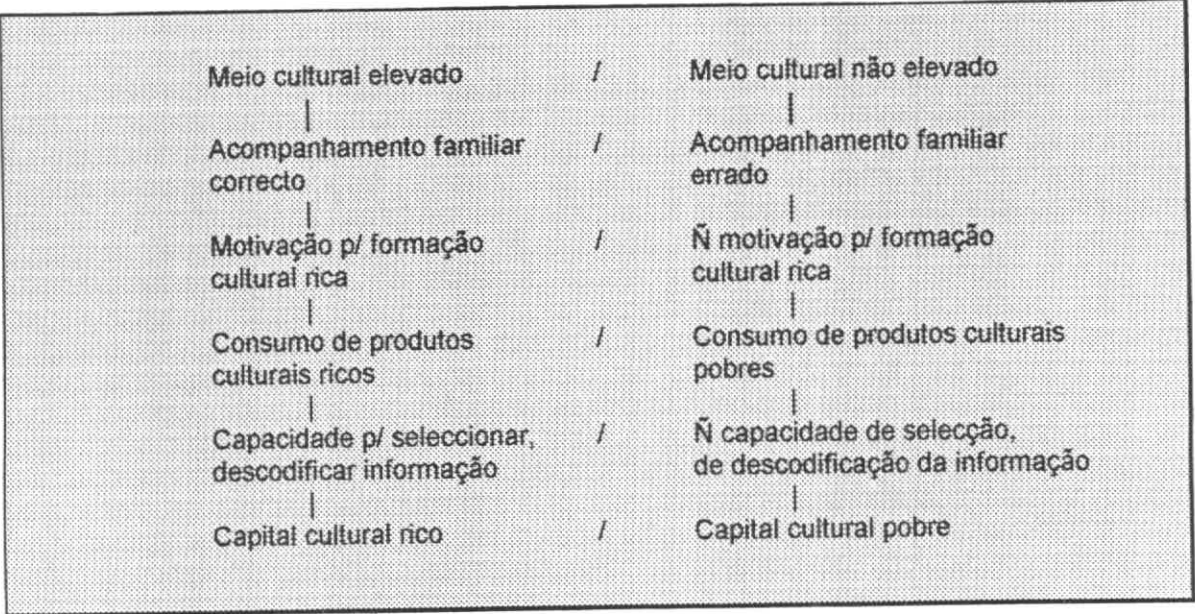 Meio cultural elevado / Meio cultural não elevado
Acompanhamento familiar / Acompanhamento familiar
correcto errado
Motivação p/ formação / Ñ motivação p/ formação
cultural rica cultural rica
Consumo de produtos / Consumo de produtos culturais
culturais ricos pobres
Capacidade p/ seleccionar, / Ñ capacidade de selecção,
descodificar informação de descodificação da informação
Capital cultural rico / Capital cultural pobre